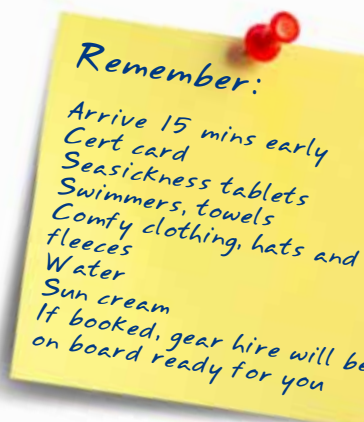 Remember:
Arrive 15 mins early
Cert card
Seasickness tablets
Swimmers, towels
Comfy clothing, hats and
fleeces
Water
Sun cream
If booked, gear hire will be
on board ready for you